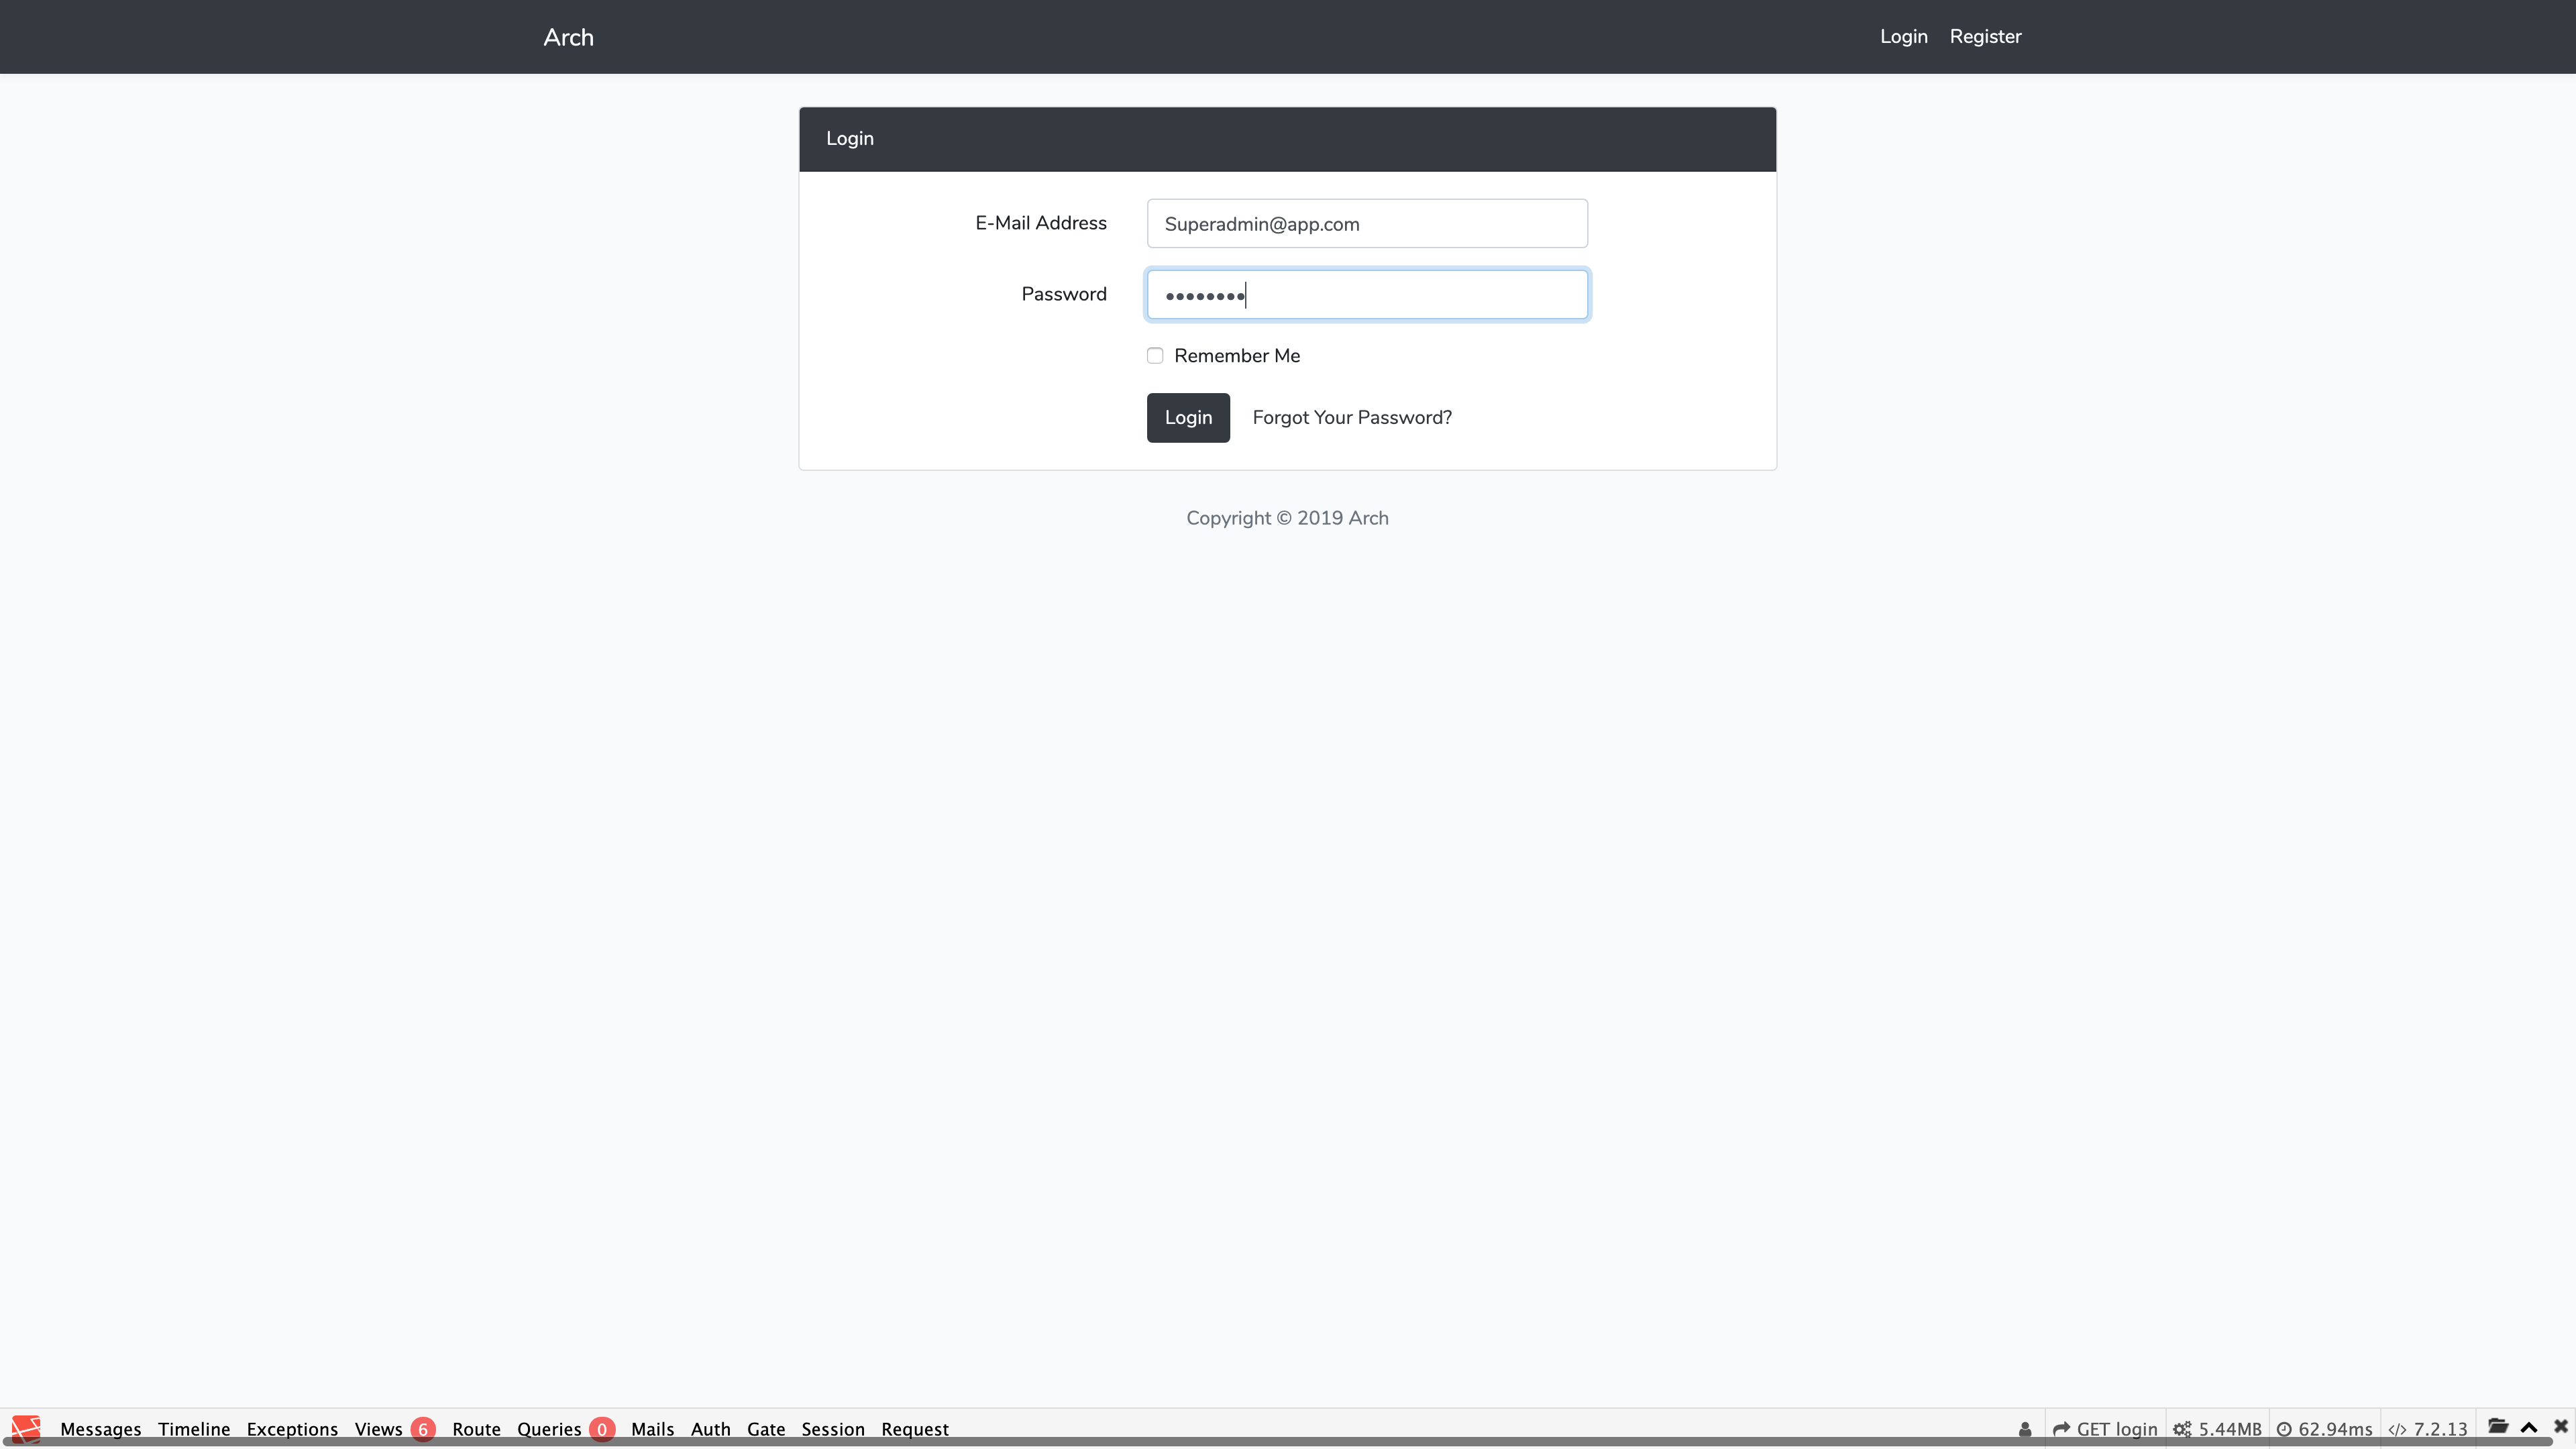 Arch Login Register
Login
E-Mail Address Superadmin@app.com
Password ••••••••
Remember Me
Login Forgot Your Password?
Copyright © 2019 Arch
Messages Timeline Exceptions Views 6 Route Queries 0 Mails Auth Gate Session Request GET login 5.44MB 62.94ms </> 7.2.13